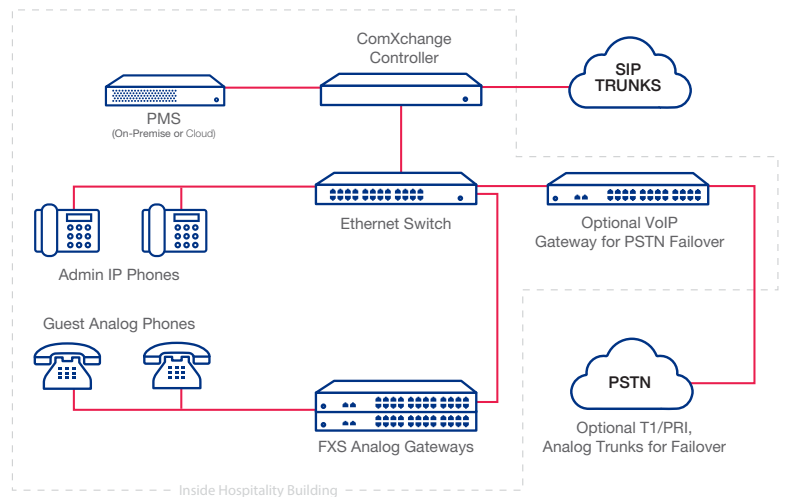 ComXchange
Controller
SIP
TRUNKS
PMS
(On-Premise or Cloud)
Ethernet Switch
Optional VoIP
Gateway for PSTN Failover
Admin IP Phones
Guest Analog Phones
PSTN
FXS Analog Gateways
Optional T1/PRI,
Analog Trunks for Failover
Inside Hospitality Building